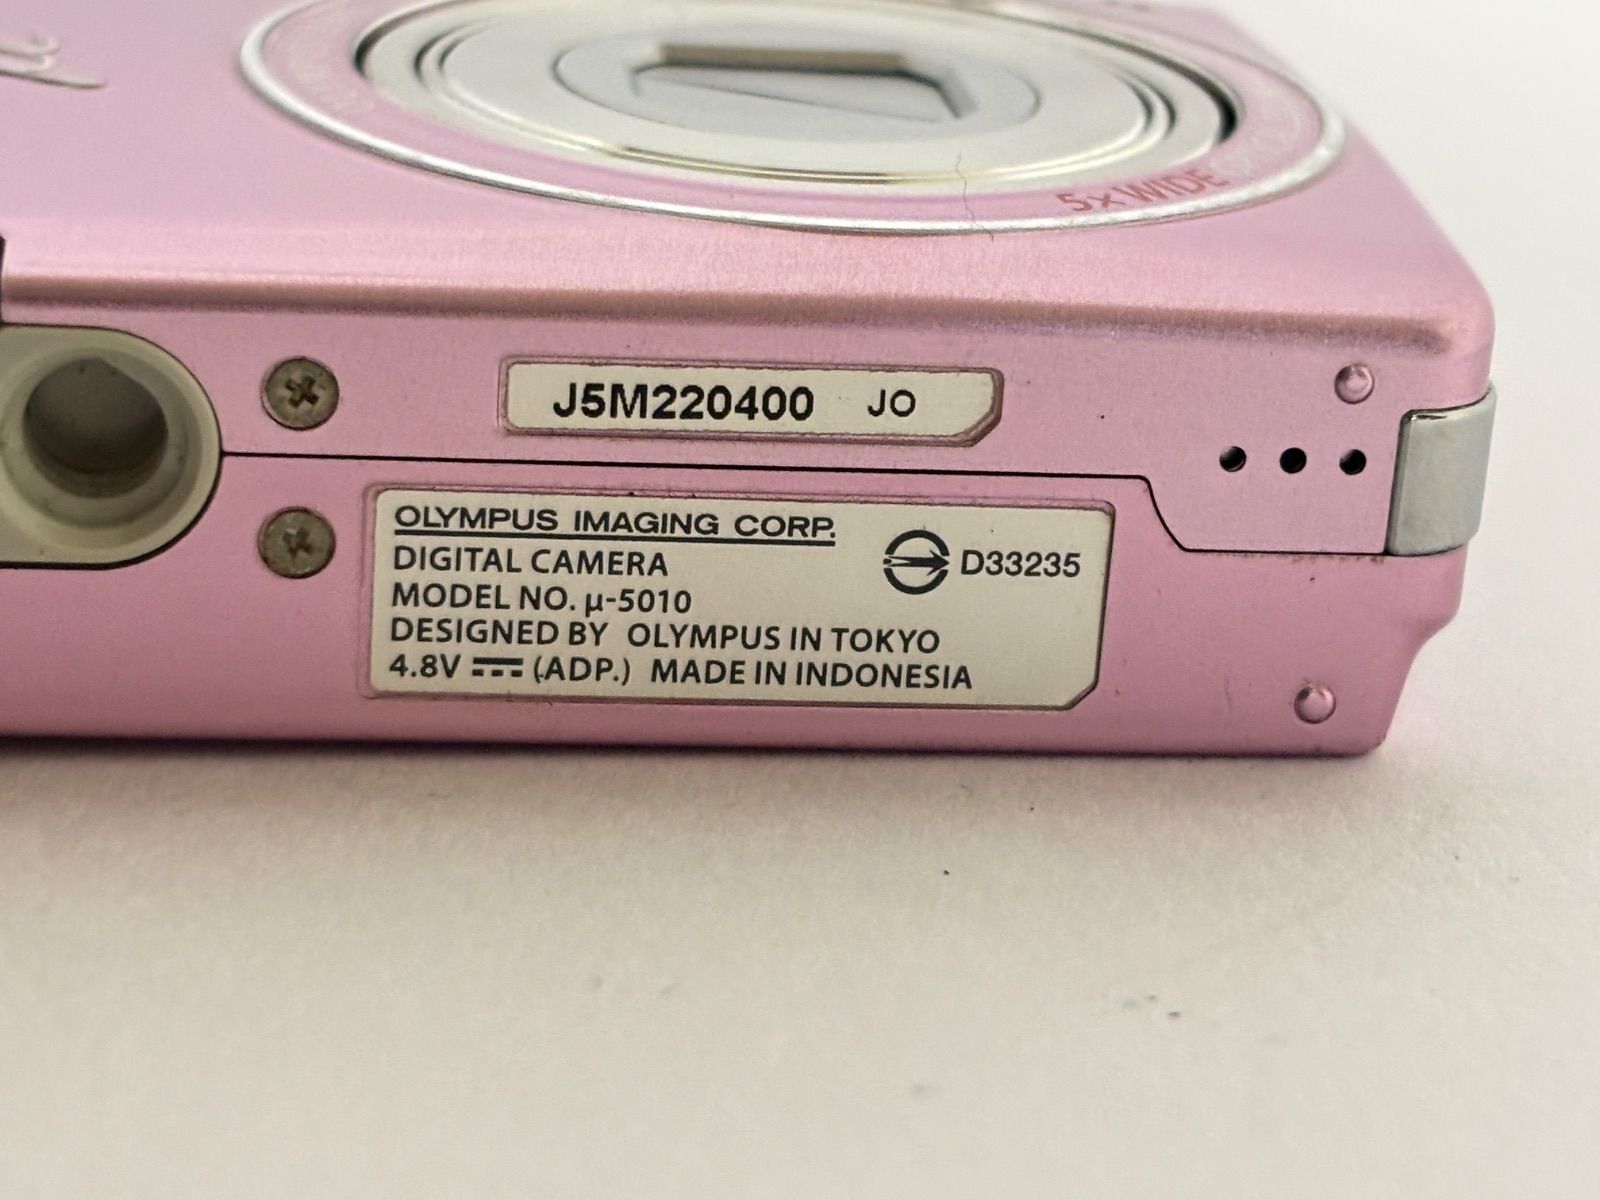 μ
5x WIDE
J5M220400 JO
OLYMPUS IMAGING CORP.
DIGITAL CAMERA
D33235
MODEL NO. μ-5010
DESIGNED BY OLYMPUS IN TOKYO
4.8V ⎓ (ADP.) MADE IN INDONESIA